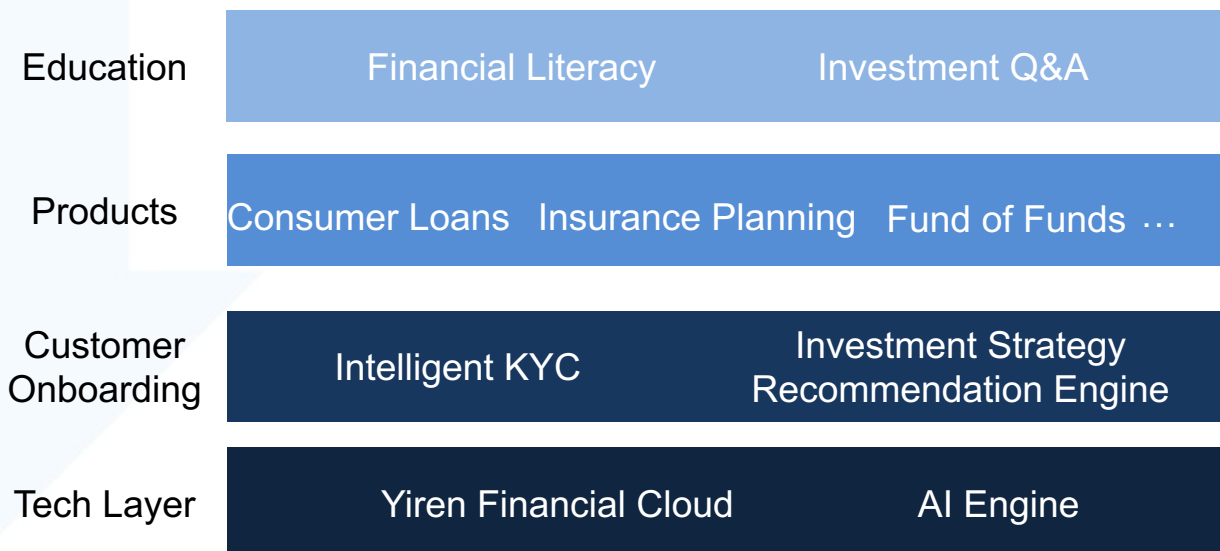 Education
Financial Literacy
Investment Q&A
Products
Consumer Loans
Insurance Planning
Fund of Funds
…
Customer
Onboarding
Intelligent KYC
Investment Strategy
Recommendation Engine
Tech Layer
Yiren Financial Cloud
AI Engine